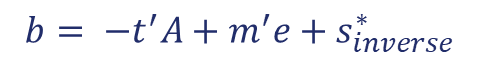 b = −t′A + m′e + s*inverse